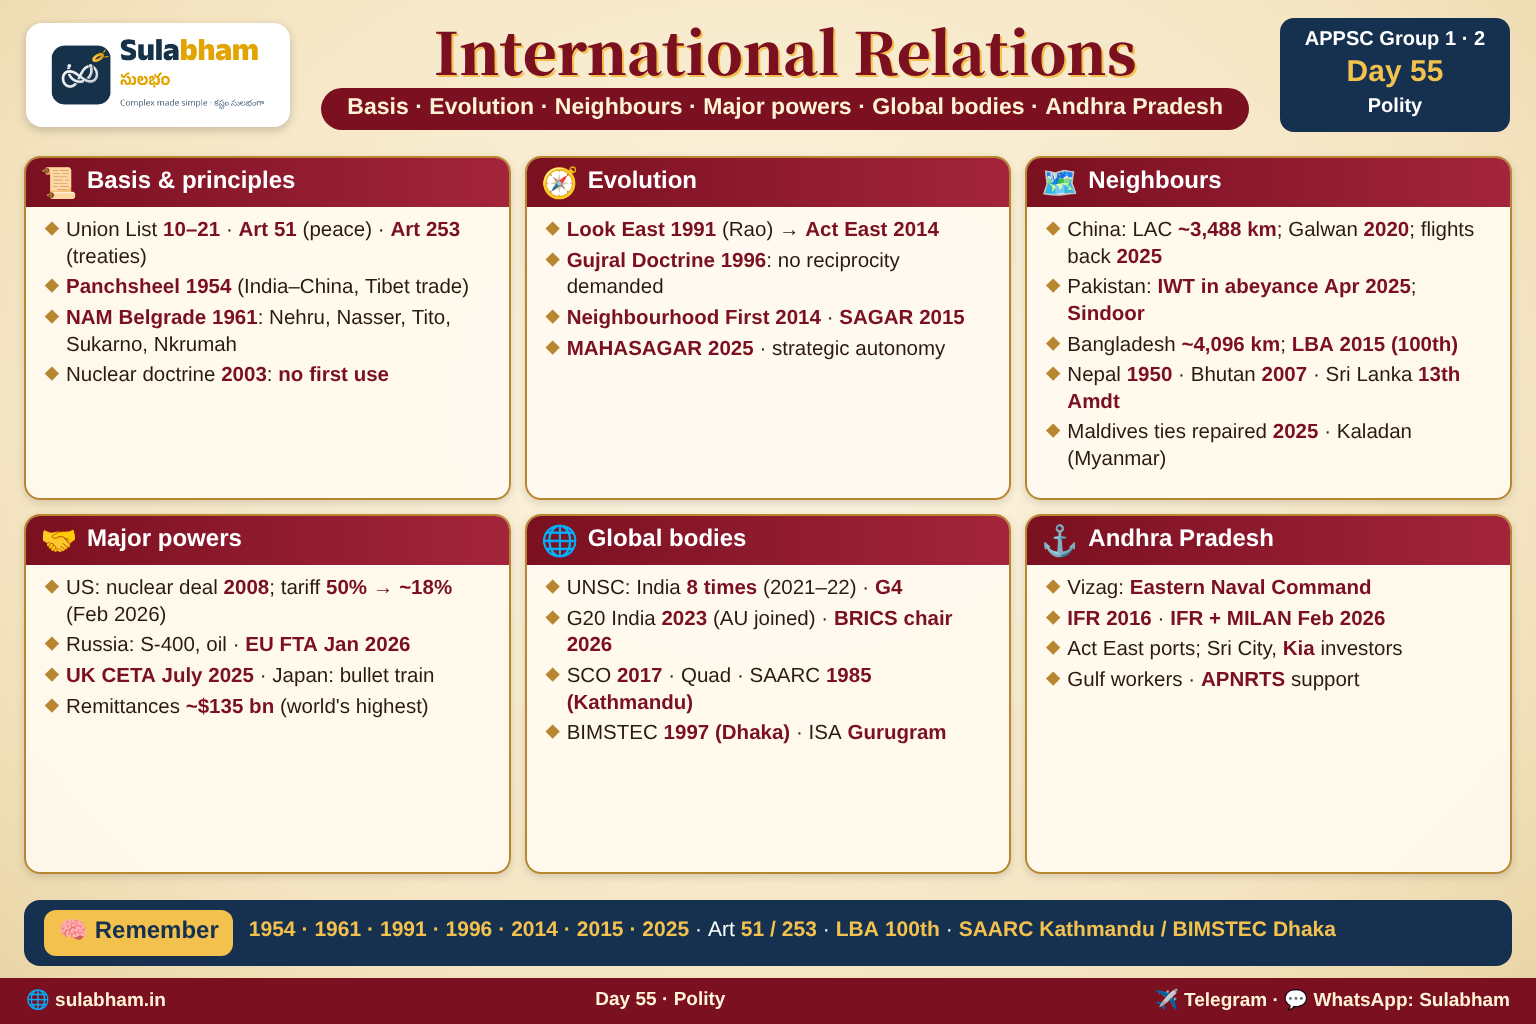 Sulabham
సులభం
Complex made simple · కష్టం సులభంగా
International Relations
Basis · Evolution · Neighbours · Major powers · Global bodies · Andhra Pradesh
APPSC Group 1 · 2
Day 55
Polity
📜 Basis & principles
◆ Union List 10–21 · Art 51 (peace) · Art 253
(treaties)
◆ Panchsheel 1954 (India–China, Tibet trade)
◆ NAM Belgrade 1961: Nehru, Nasser, Tito,
Sukarno, Nkrumah
◆ Nuclear doctrine 2003: no first use
🧭 Evolution
◆ Look East 1991 (Rao) → Act East 2014
◆ Gujral Doctrine 1996: no reciprocity
demanded
◆ Neighbourhood First 2014 · SAGAR 2015
◆ MAHASAGAR 2025 · strategic autonomy
🗺️ Neighbours
◆ China: LAC ~3,488 km; Galwan 2020; flights
back 2025
◆ Pakistan: IWT in abeyance Apr 2025;
Sindoor
◆ Bangladesh ~4,096 km; LBA 2015 (100th)
◆ Nepal 1950 · Bhutan 2007 · Sri Lanka 13th
Amdt
◆ Maldives ties repaired 2025 · Kaladan
(Myanmar)
🤝 Major powers
◆ US: nuclear deal 2008; tariff 50% → ~18%
(Feb 2026)
◆ Russia: S-400, oil · EU FTA Jan 2026
◆ UK CETA July 2025 · Japan: bullet train
◆ Remittances ~$135 bn (world's highest)
🌐 Global bodies
◆ UNSC: India 8 times (2021–22) · G4
◆ G20 India 2023 (AU joined) · BRICS chair
2026
◆ SCO 2017 · Quad · SAARC 1985
(Kathmandu)
◆ BIMSTEC 1997 (Dhaka) · ISA Gurugram
⚓ Andhra Pradesh
◆ Vizag: Eastern Naval Command
◆ IFR 2016 · IFR + MILAN Feb 2026
◆ Act East ports; Sri City, Kia investors
◆ Gulf workers · APNRTS support
🧠 Remember 1954 · 1961 · 1991 · 1996 · 2014 · 2015 · 2025 · Art 51 / 253 · LBA 100th · SAARC Kathmandu / BIMSTEC Dhaka
🌐 sulabham.in
Day 55 · Polity
✈️ Telegram · 💬 WhatsApp: Sulabham